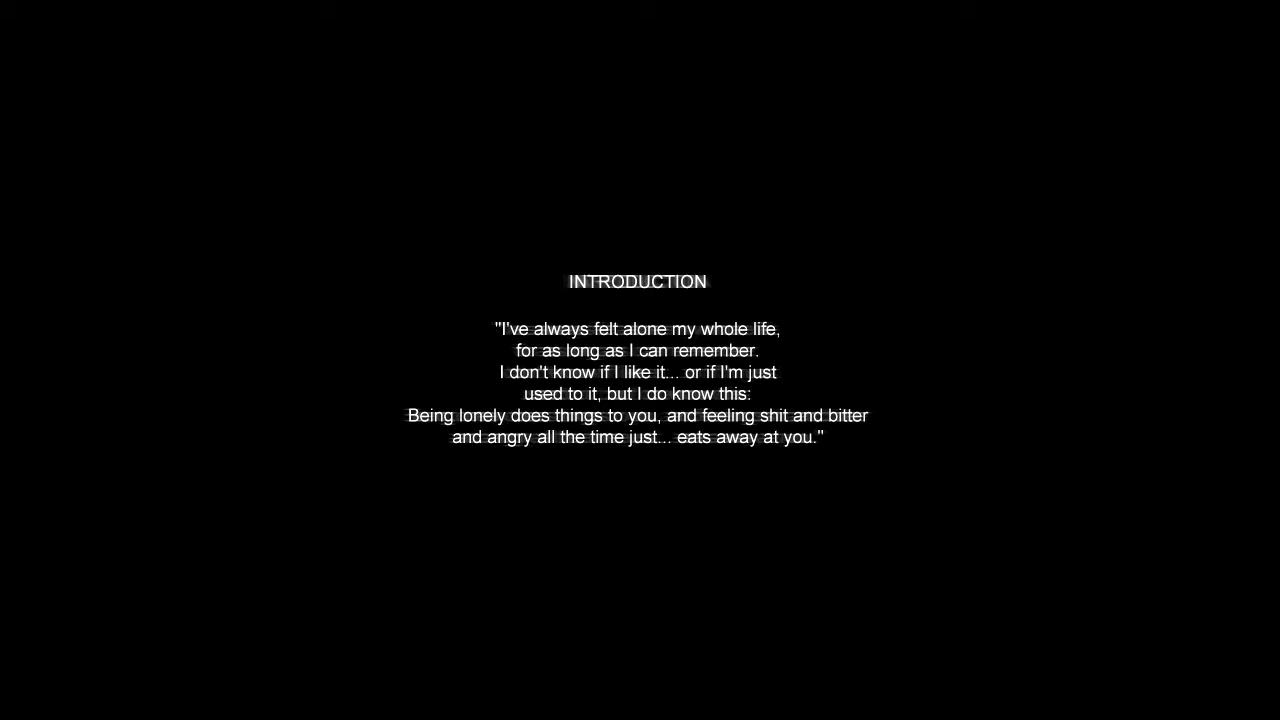 INTRODUCTION
"I've always felt alone my whole life,
for as long as I can remember.
I don't know if I like it... or if I'm just
used to it, but I do know this:
Being lonely does things to you, and feeling shit and bitter
and angry all the time just... eats away at you."